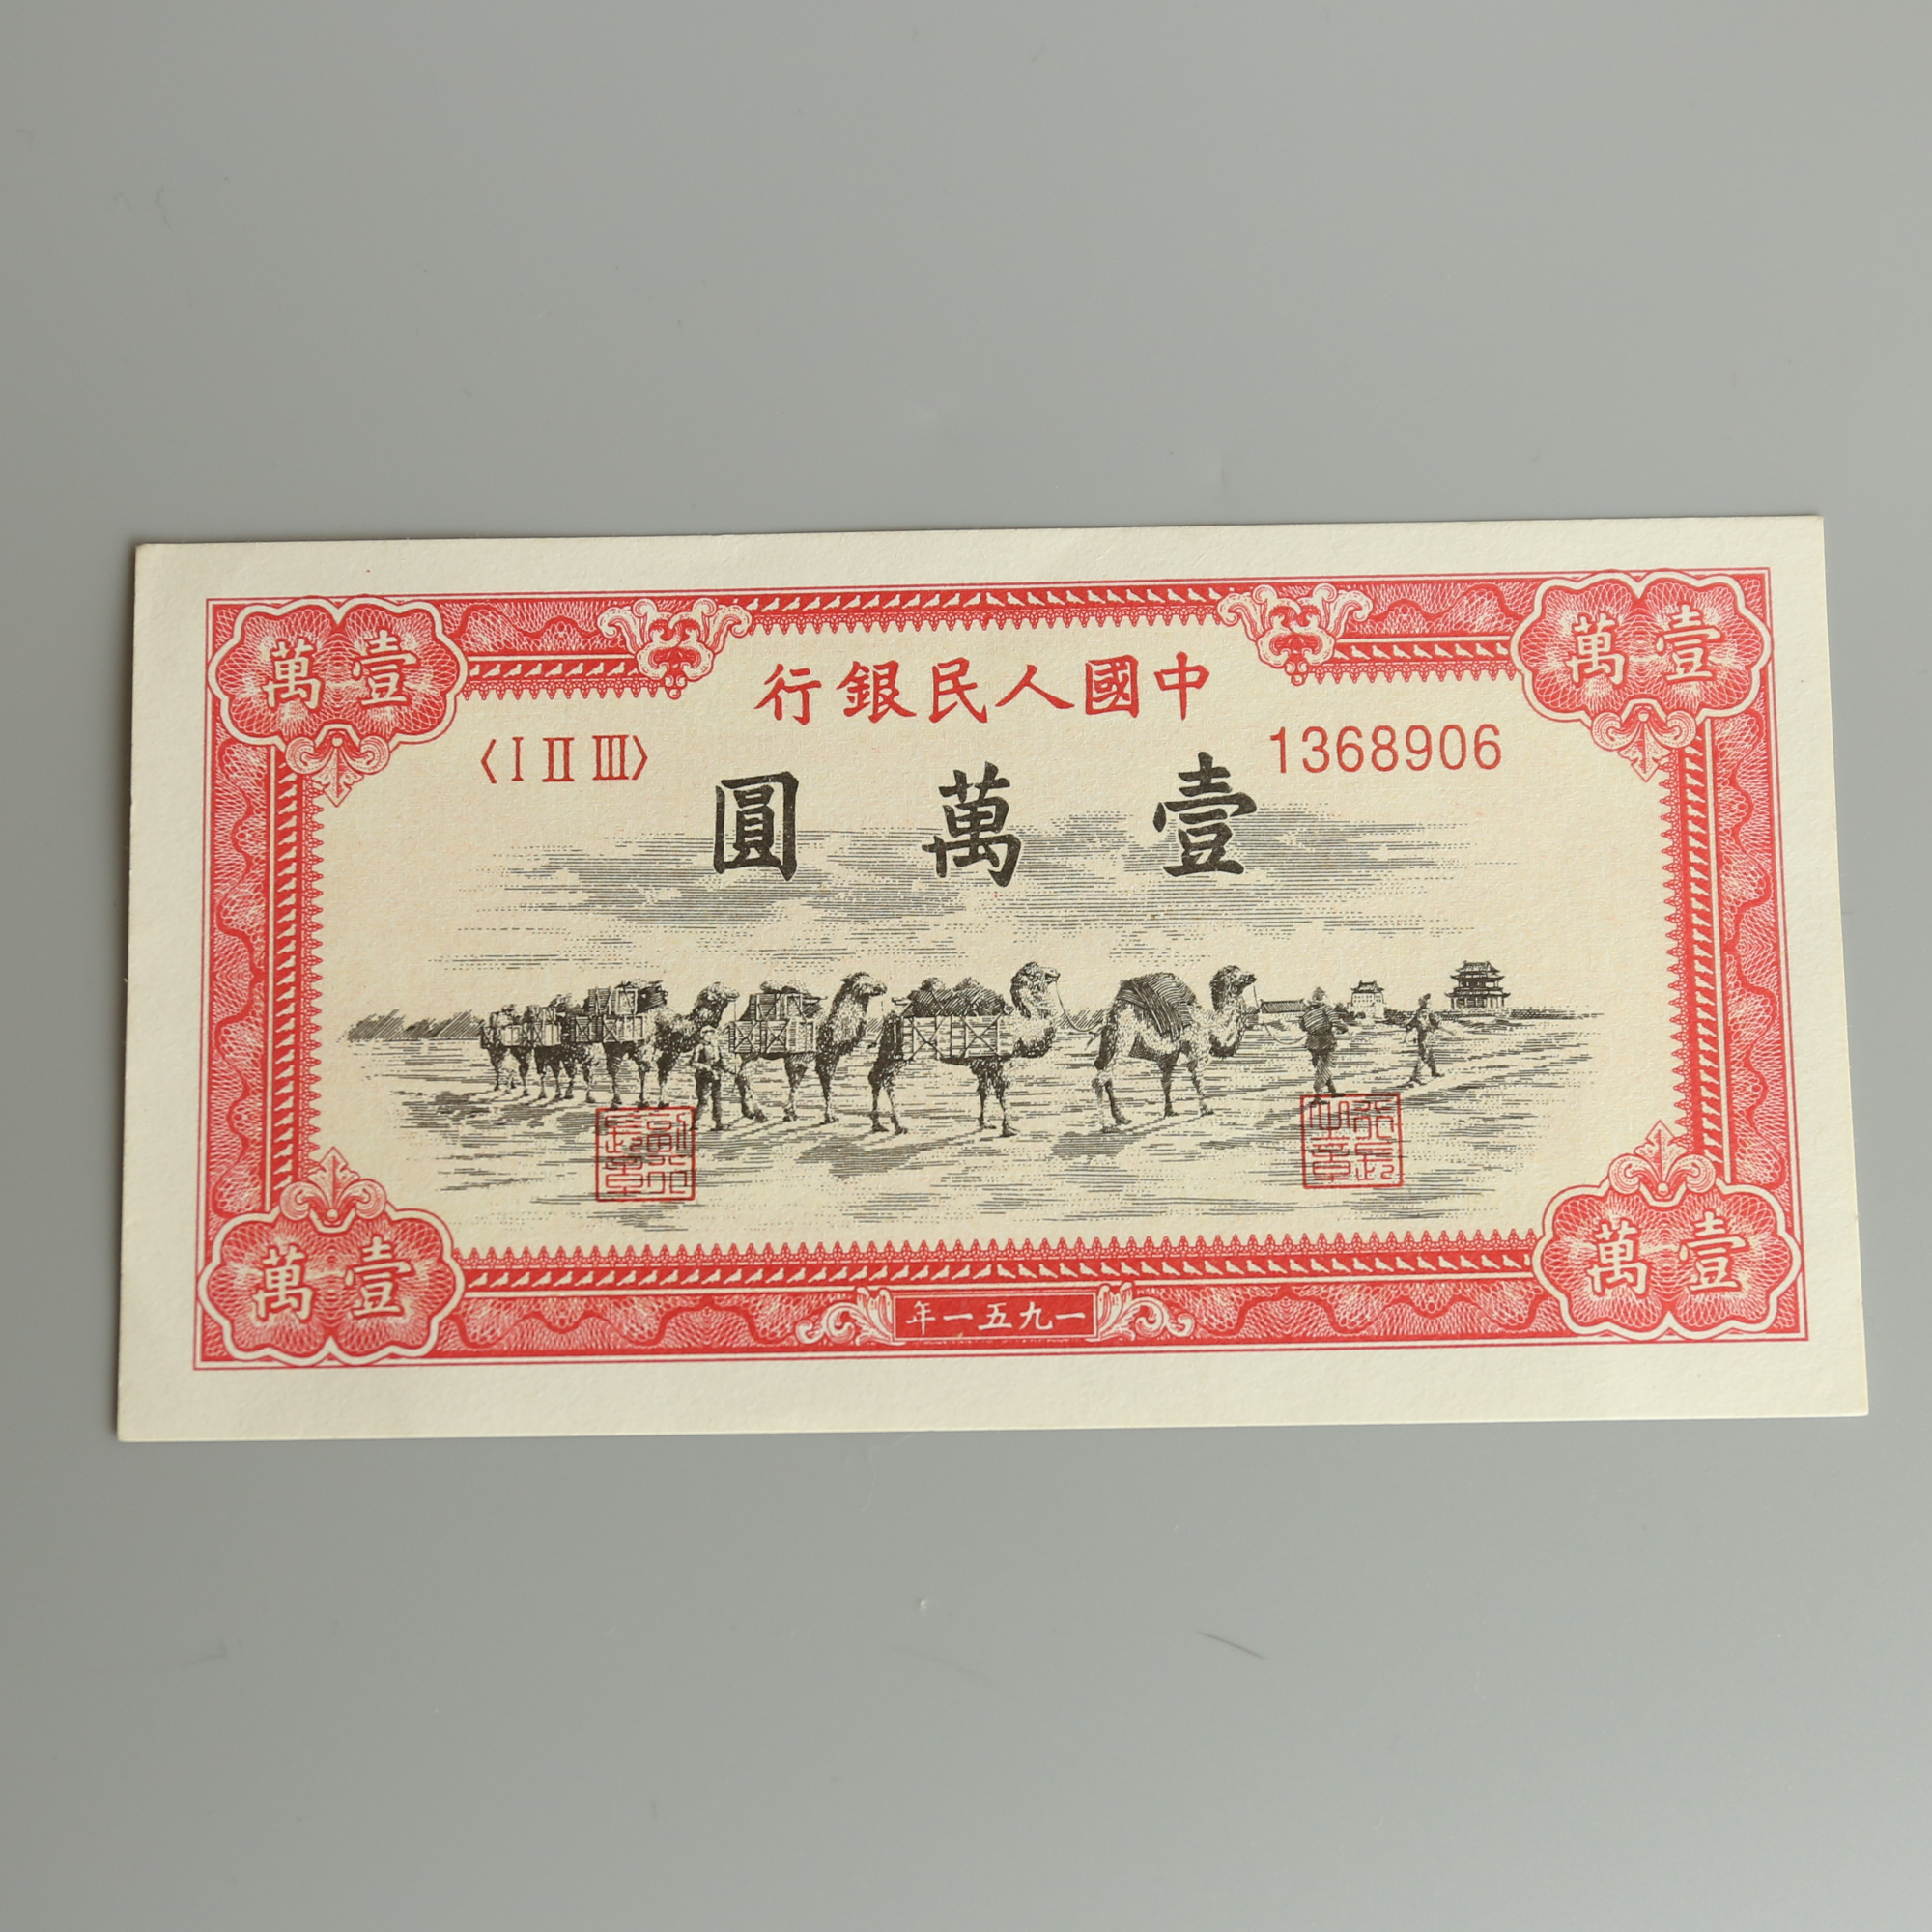 萬壹
萬壹
行銀民人國中
〈I II III〉
1368906
圓萬壹
萬壹
萬壹
年一五九一